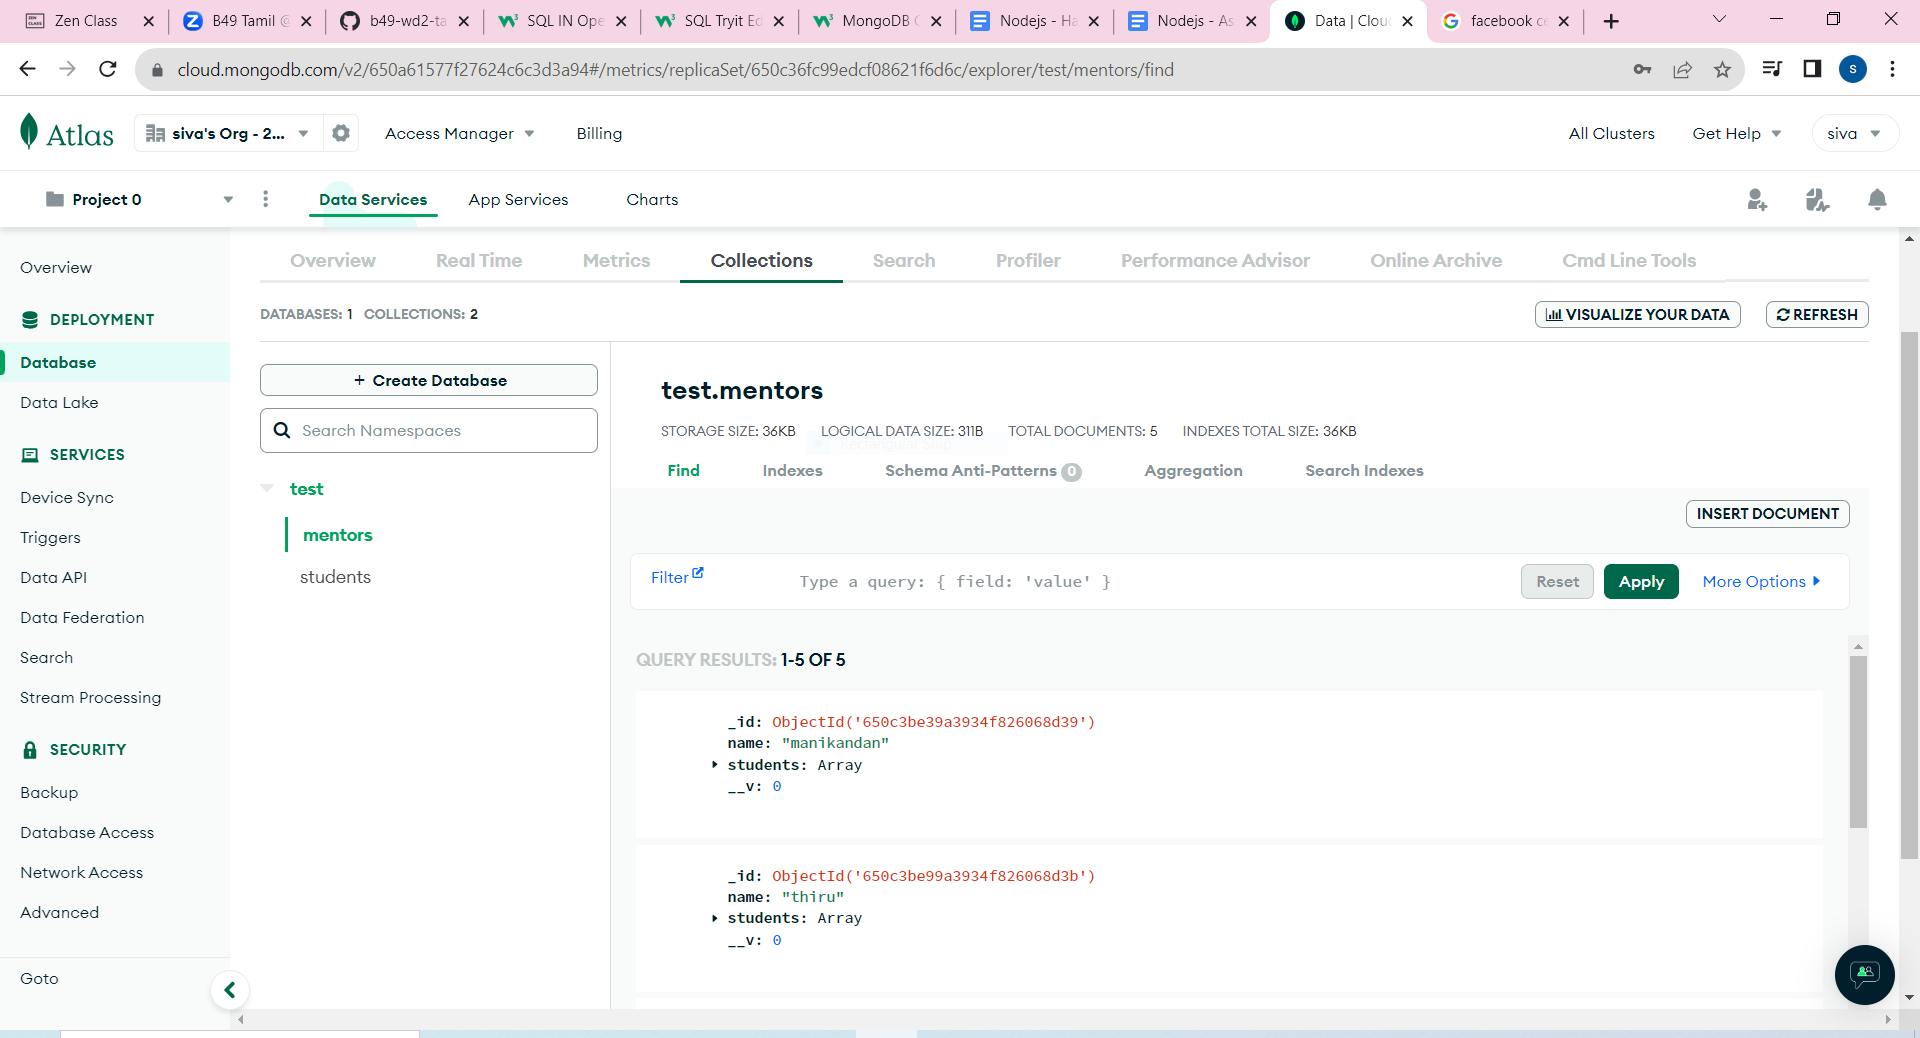 Zen Class
B49 Tamil @
b49-wd2-ta
SQL IN Ope
SQL Tryit Ed
MongoDB
Nodejs - Ha
Nodejs - As
Data | Clou
facebook ce
cloud.mongodb.com/v2/650a61577f27624c6c3d3a94#/metrics/replicaSet/650c36fc99edcf08621f6d6c/explorer/test/mentors/find
S
Atlas
siva's Org - 2...
Access Manager
Billing
All Clusters
Get Help
siva
Project 0
Data Services
App Services
Charts
Overview
DEPLOYMENT
Database
Data Lake
SERVICES
Device Sync
Triggers
Data API
Data Federation
Search
Stream Processing
SECURITY
Backup
Database Access
Network Access
Advanced
Goto
Overview
Real Time
Metrics
Collections
Search
Profiler
Performance Advisor
Online Archive
Cmd Line Tools
DATABASES: 1 COLLECTIONS: 2
VISUALIZE YOUR DATA
REFRESH
+ Create Database
Search Namespaces
test
mentors
students
test.mentors
STORAGE SIZE: 36KB LOGICAL DATA SIZE: 311B TOTAL DOCUMENTS: 5 INDEXES TOTAL SIZE: 36KB
Find
Indexes
Schema Anti-Patterns 0
Aggregation
Search Indexes
INSERT DOCUMENT
Filter
Type a query: { field: 'value' }
Reset
Apply
More Options
QUERY RESULTS: 1-5 OF 5
_id: ObjectId('650c3be39a3934f826068d39')
name: "manikandan"
students: Array
__v: 0
_id: ObjectId('650c3be99a3934f826068d3b')
name: "thiru"
students: Array
__v: 0